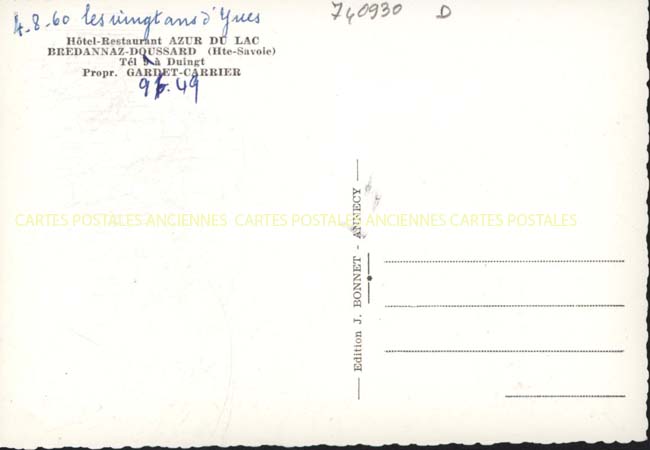 4-8-60 les vingt ans d'Yves
740930 D
Hôtel-Restaurant AZUR DU LAC
BREDANNAZ-DOUSSARD (Hte-Savoie)
Tél 9 à Duingt
Propr. GARDET-CARRIER
CARTES POSTALES ANCIENNES CARTES POSTALES ANCIENNES CARTES POSTALES
Edition J. BONNET - ANNECY